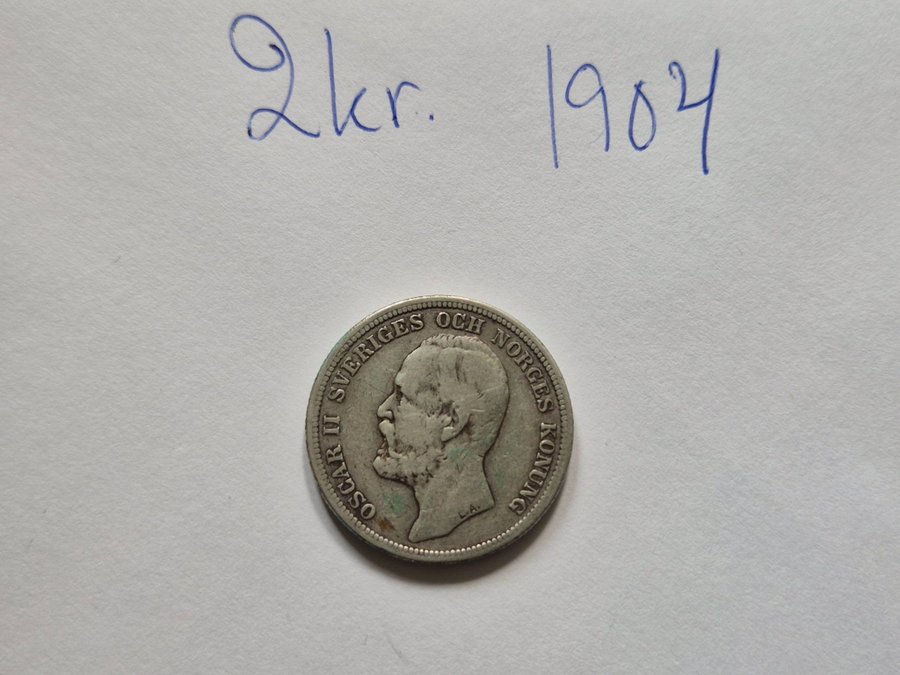 2kr. 1904
OSCAR II SVERIGES OCH NORGES KONUNG
L.A.